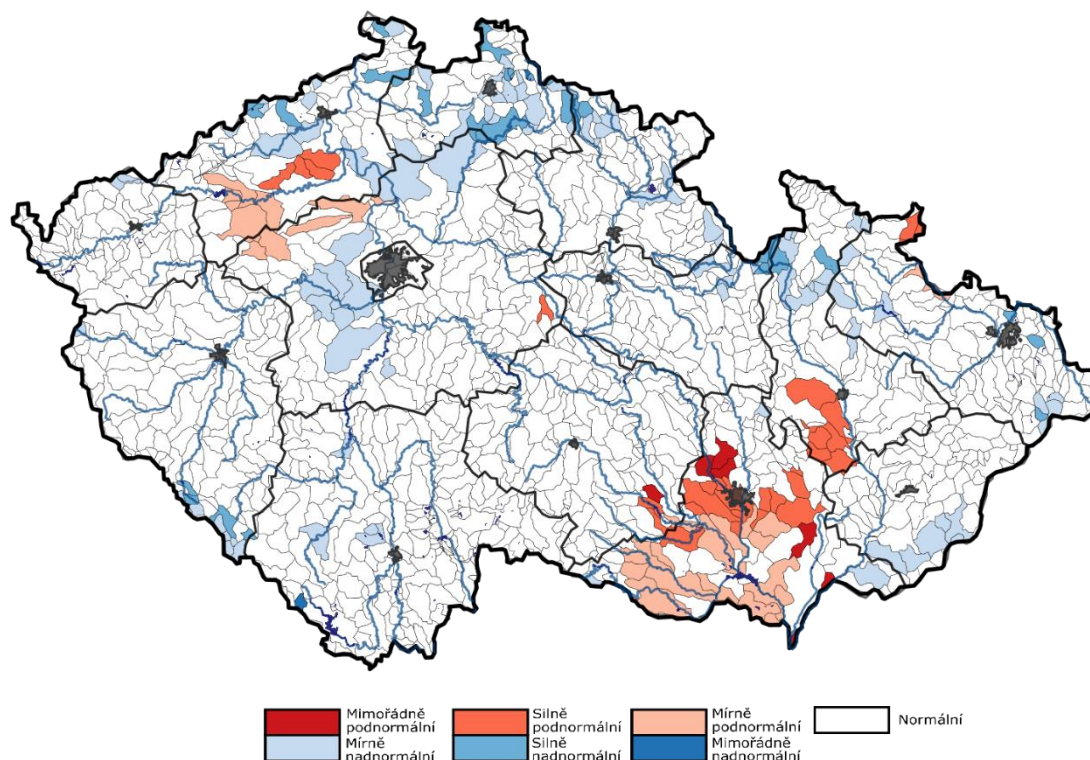 Mimořádně
podnormální
Silně
podnormální
Mírně
podnormální
Normální
Mírně
nadnormální
Silně
nadnormální
Mimořádně
nadnormální